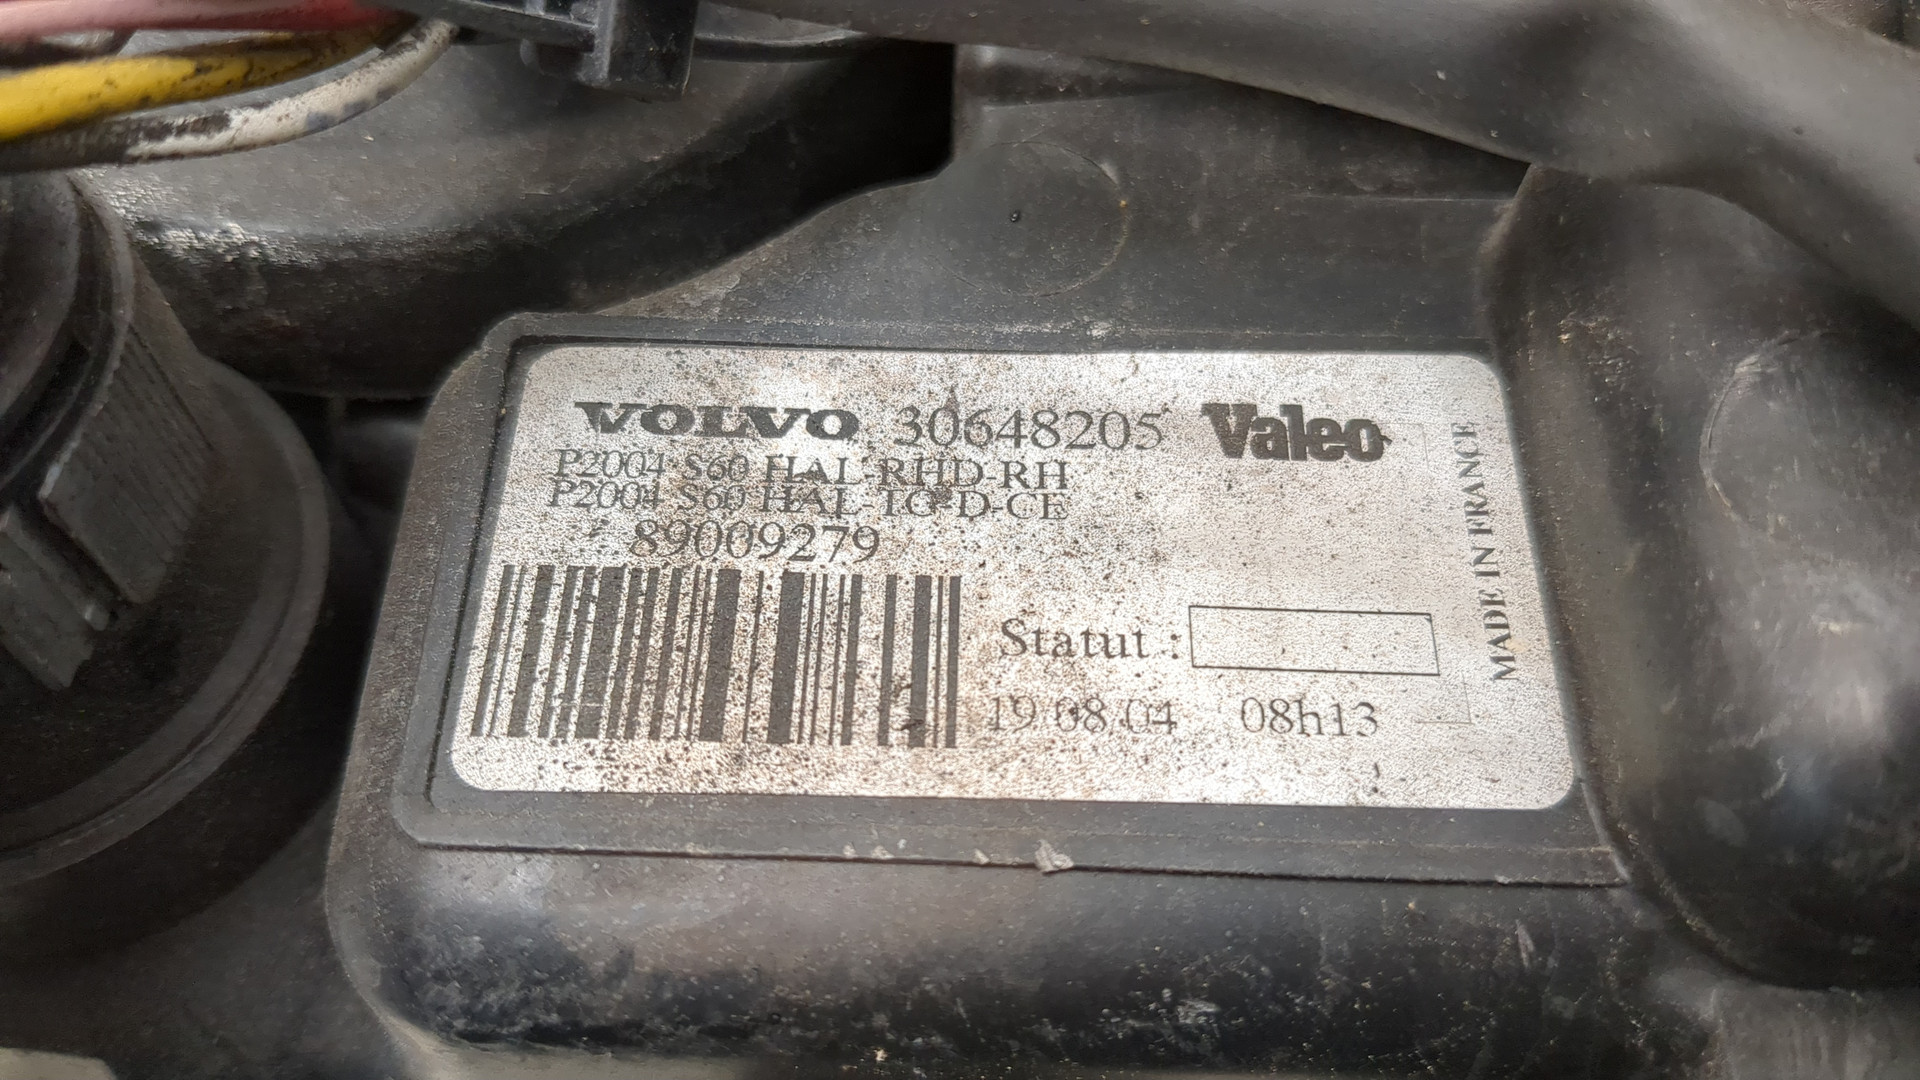 VOLVO 30648205 Valeo
P2004 S60 HAL-RHD-RH
P2004 S60 HAL-TG-D-CE
89009279
Statut :
19.08.04 08h13
MADE IN FRANCE